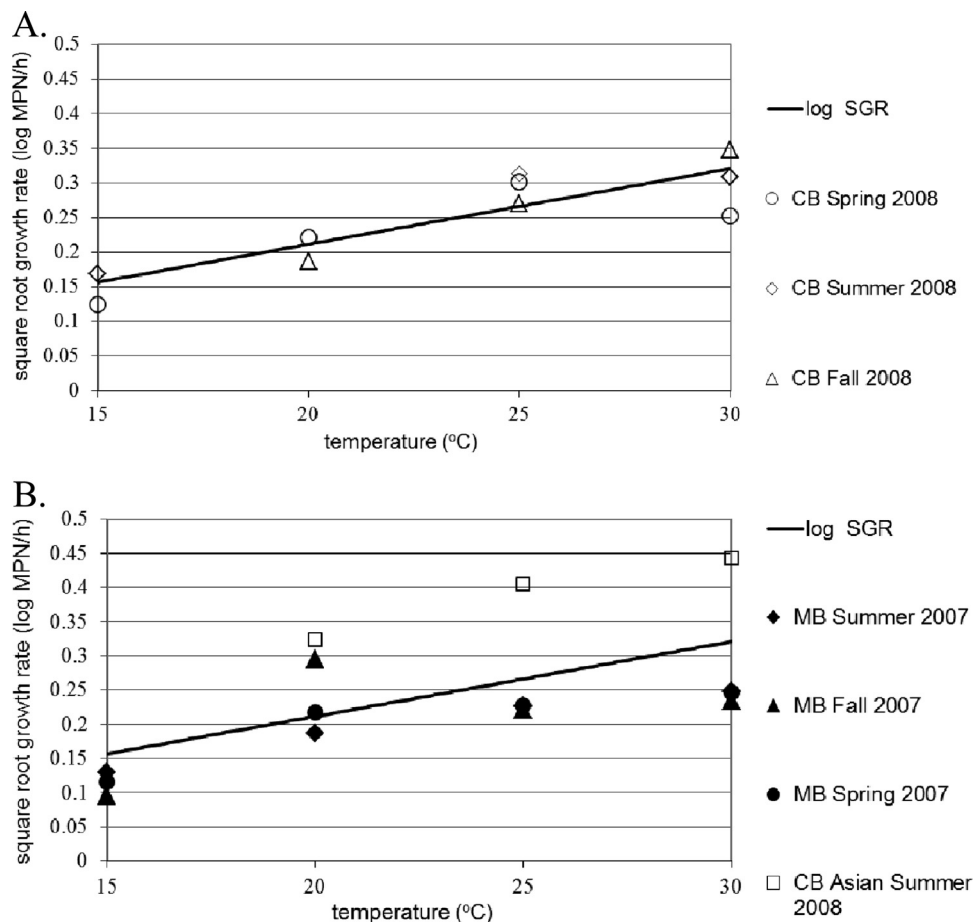 A.
square root growth rate (log MPN/h)
0.5
0.45
0.4
0.35
0.3
0.25
0.2
0.15
0.1
0.05
0
15
20
25
30
temperature (°C)
log SGR
CB Spring 2008
CB Summer 2008
CB Fall 2008
B.
square root growth rate (log MPN/h)
0.5
0.45
0.4
0.35
0.3
0.25
0.2
0.15
0.1
0.05
0
15
20
25
30
temperature (°C)
log SGR
MB Summer 2007
MB Fall 2007
MB Spring 2007
CB Asian Summer
2008